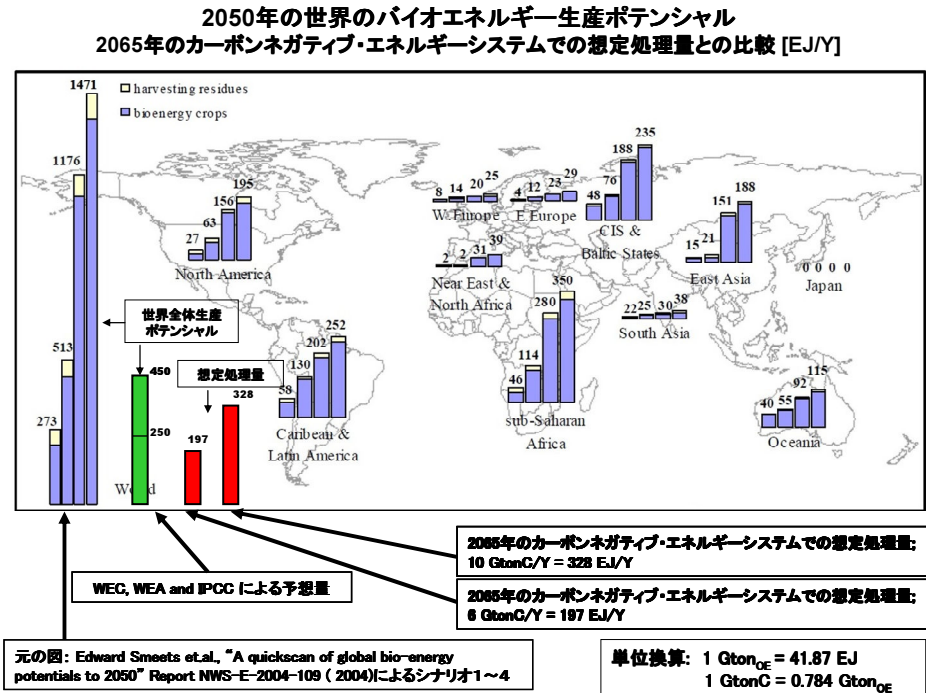 2050年の世界のバイオエネルギー生産ポテンシャル
2065年のカーボンネガティブ・エネルギーシステムでの想定処理量との比較 [EJ/Y]
1471
harvesting residues
bioenergy crops
1176
513
273
World
世界全体生産
ポテンシャル
450
250
想定処理量
197
328
27
63
156
195
North America
58
130
202
252
Caribean &
Latin America
8 14 20 25
W Europe
4 12 23 29
E Europe
48
76
188
235
CIS &
Baltic States
2 2 31 39
Near East &
North Africa
46
114
280
350
sub-Saharan
Africa
15 21
151
188
East Asia
0 0 0 0
Japan
22 25 30 38
South Asia
40 55
92
115
Oceania
2065年のカーボンネガティブ・エネルギーシステムでの想定処理量;
10 GtonC/Y = 328 EJ/Y
WEC, WEA and IPCC による予想量
2065年のカーボンネガティブ・エネルギーシステムでの想定処理量;
6 GtonC/Y = 197 EJ/Y
元の図: Edward Smeets et.al., “A quickscan of global bio-energy
potentials to 2050” Report NWS-E-2004-109 ( 2004)によるシナリオ1～4
単位換算: 1 Gton OE = 41.87 EJ
1 GtonC = 0.784 Gton OE